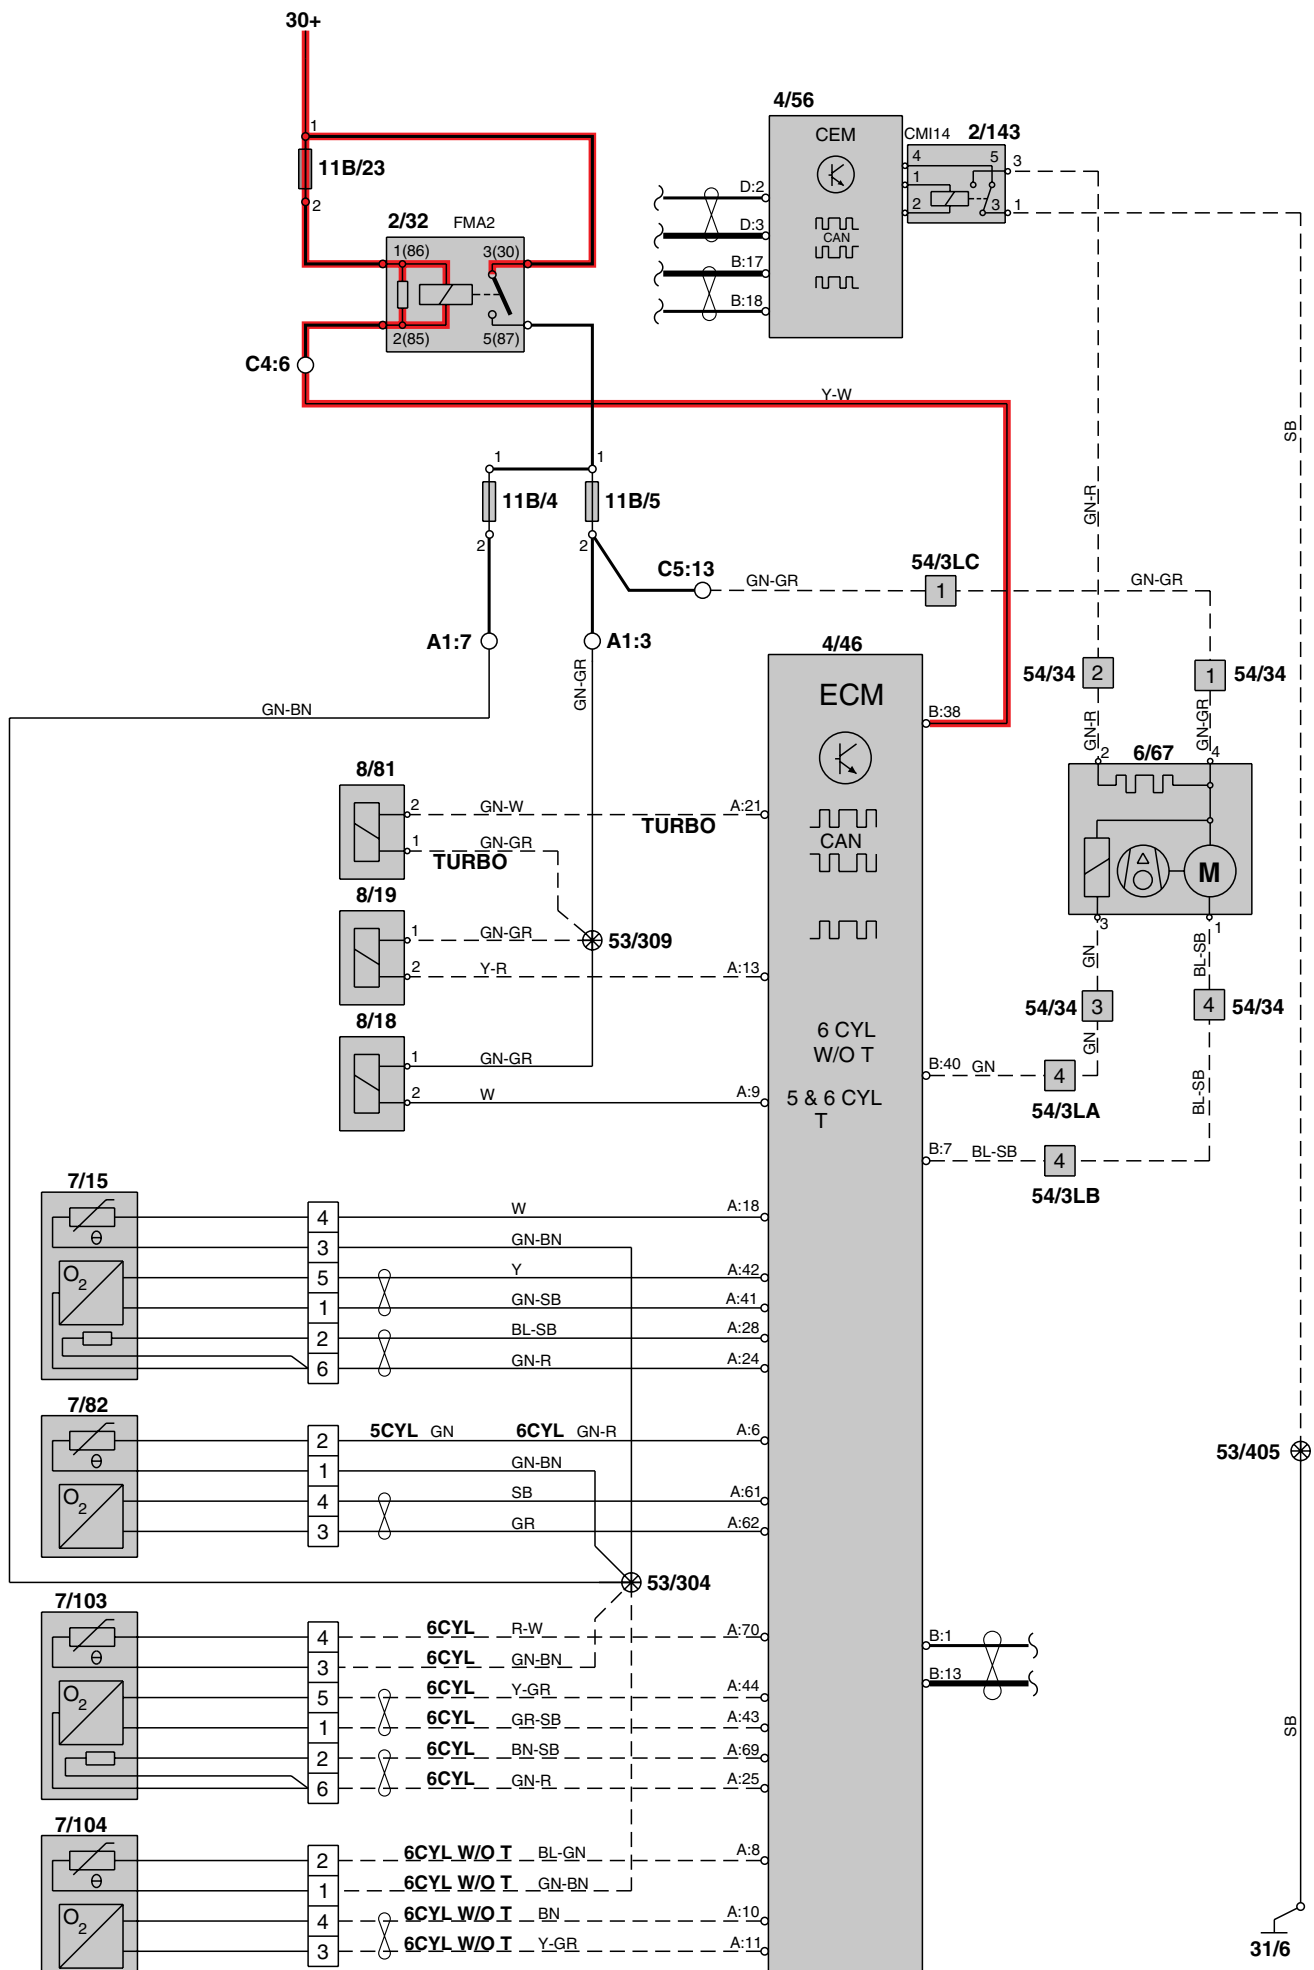 30+
1
11B/23
2
2/32 FMA2
1(86) 3(30)
2(85) 5(87)
C4:6
Y-W
4/56
CEM
CAN
D:2
D:3
B:17
B:18
CMI14 2/143
4 5 3
1
2 3 1
SB
GN-R
1 1
11B/4 11B/5
2 2
C5:13 GN-GR
54/3LC
1
GN-GR
A1:7 A1:3
GN-GR
GN-BN
4/46
ECM
CAN
6 CYL
W/O T
5 & 6 CYL
T
B:38
54/34 2
1 54/34
GN-R
GN-GR
2 6/67 4
M
3 1
GN
BL-SB
54/34 3
4 54/34
GN
BL-SB
B:40 GN 4
54/3LA
B:7 BL-SB 4
54/3LB
8/81
2 GN-W A:21
TURBO
1 GN-GR
TURBO
8/19
1 GN-GR 53/309
2 Y-R A:13
8/18
1 GN-GR
2 W A:9
7/15
θ
O2
4 W A:18
3 GN-BN
5 Y A:42
1 GN-SB A:41
2 BL-SB A:28
6 GN-R A:24
7/82
θ
O2
2 5CYL GN 6CYL GN-R A:6
1 GN-BN
4 SB A:61
3 GR A:62
53/304
53/405
7/103
θ
O2
4 6CYL R-W A:70
3 6CYL GN-BN
5 6CYL Y-GR A:44
1 6CYL GR-SB A:43
2 6CYL BN-SB A:69
6 6CYL GN-R A:25
B:1
B:13
SB
7/104
θ
O2
2 6CYL W/O T BL-GN A:8
1 6CYL W/O T GN-BN
4 6CYL W/O T BN A:10
3 6CYL W/O T Y-GR A:11
31/6